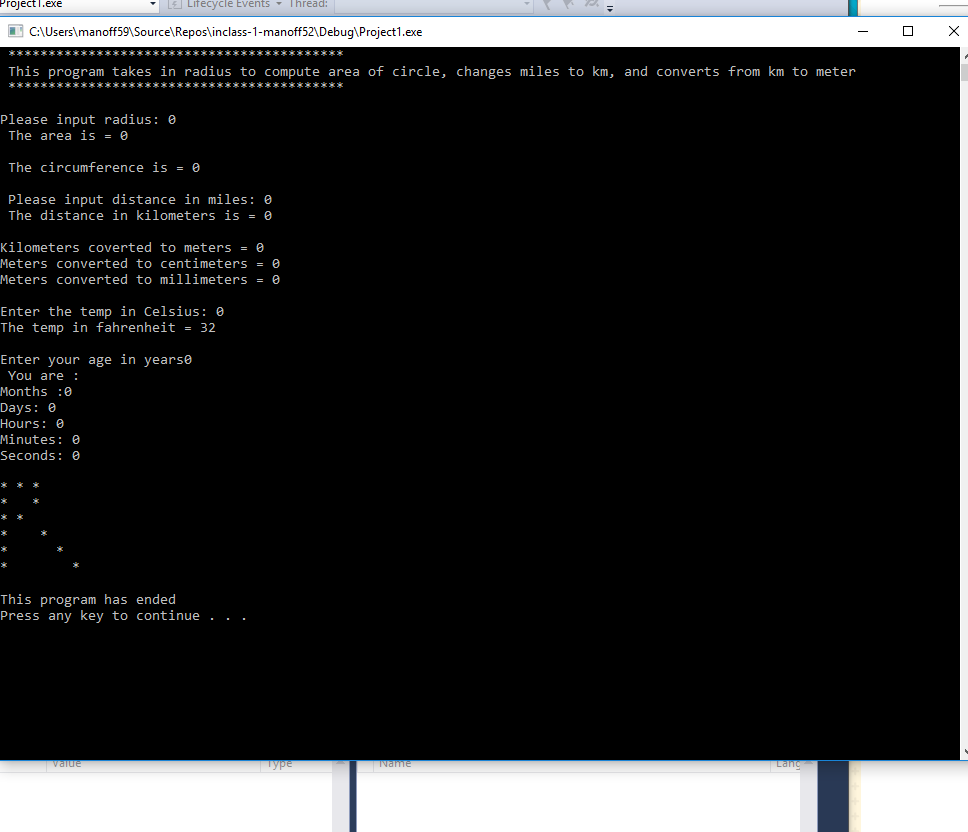 Project1.exe Lifecycle Events Thread:
C:\Users\manoff59\Source\Repos\inclass-1-manoff52\Debug\Project1.exe
******************************************
This program takes in radius to compute area of circle, changes miles to km, and converts from km to meter
******************************************
Please input radius: 0
The area is = 0
The circumference is = 0
Please input distance in miles: 0
The distance in kilometers is = 0
Kilometers coverted to meters = 0
Meters converted to centimeters = 0
Meters converted to millimeters = 0
Enter the temp in Celsius: 0
The temp in fahrenheit = 32
Enter your age in years0
You are :
Months :0
Days: 0
Hours: 0
Minutes: 0
Seconds: 0
* * *
*   *
* *
*    *
*      *
*        *
This program has ended
Press any key to continue . . .
Value Type Name Lang